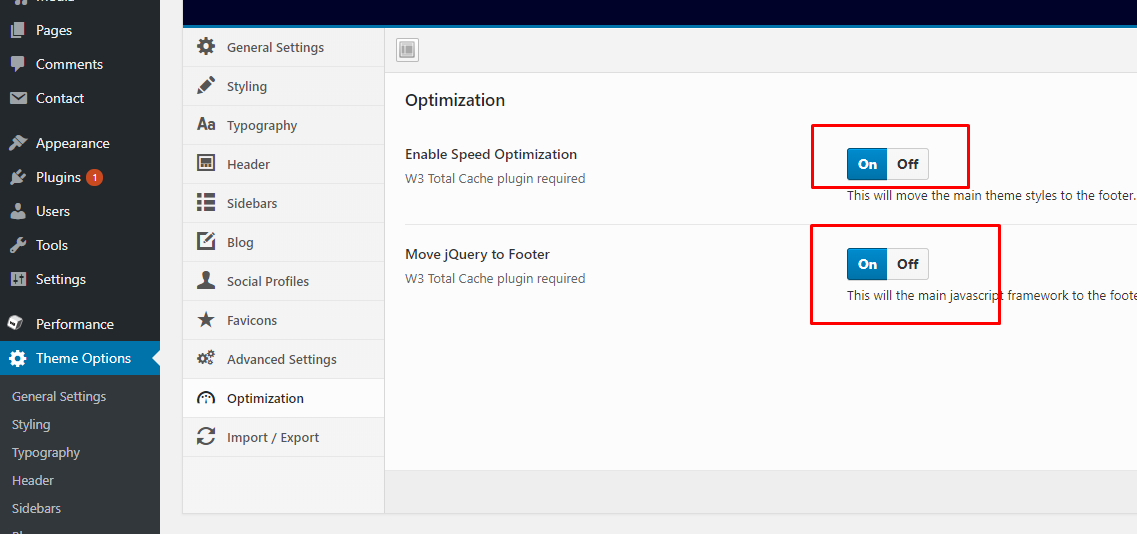 Media
Pages
Comments
Contact
Appearance
Plugins 1
Users
Tools
Settings
Performance
Theme Options
General Settings
Styling
Typography
Header
Sidebars
General Settings
Styling
Aa Typography
Header
Sidebars
Blog
Social Profiles
Favicons
Advanced Settings
Optimization
Import / Export
Optimization
Enable Speed Optimization
W3 Total Cache plugin required
On Off
This will move the main theme styles to the footer.
Move jQuery to Footer
W3 Total Cache plugin required
On Off
This will the main javascript framework to the foote